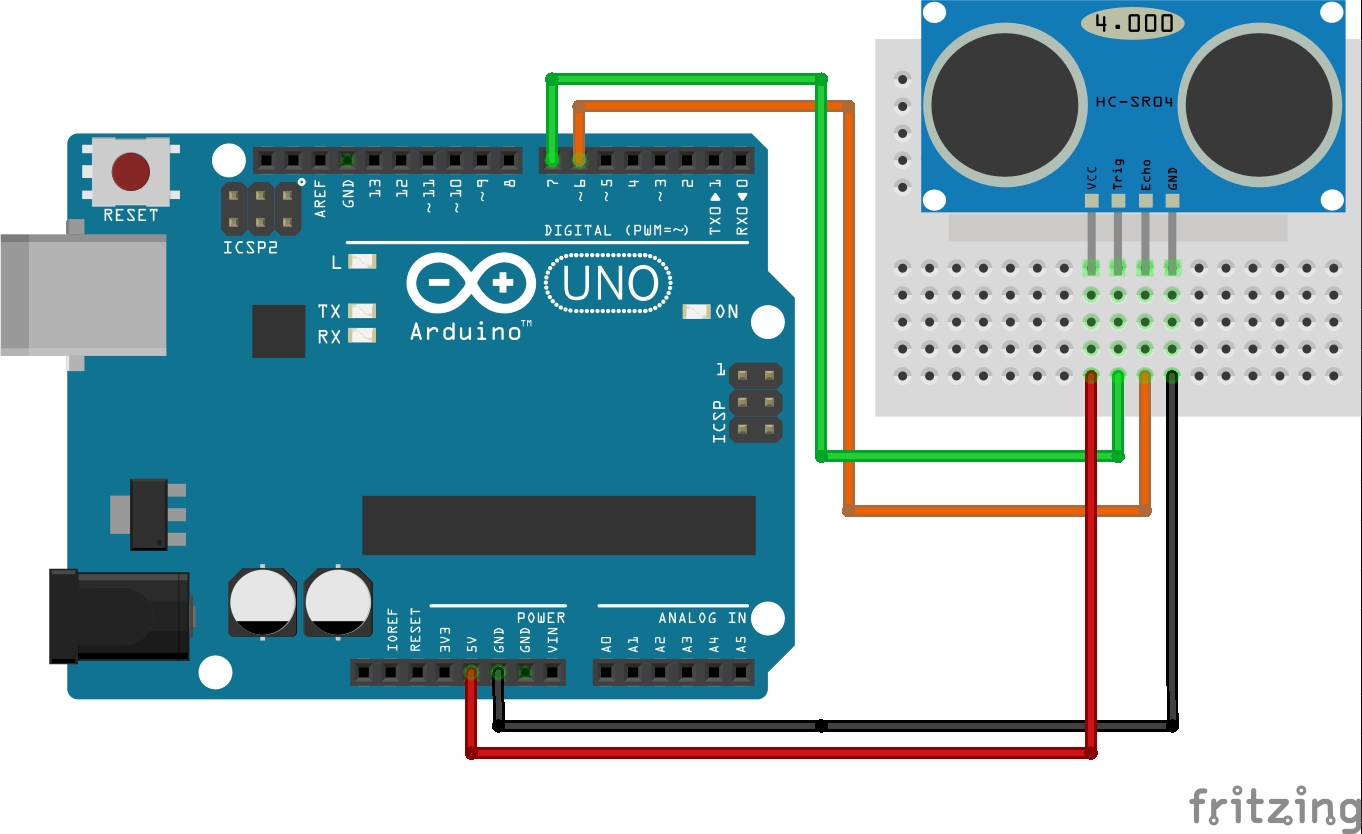 4.000
HC-SR04
VCC
Trig
Echo
GND
RESET
ICSP2
AREF
GND
13
12
~11
~10
~9
8
7
~6
~5
4
~3
2
TX0▶1
RX0◀0
DIGITAL (PWM=~)
L
TX
RX
Arduino™
UNO
ON
1
ICSP
IOREF
RESET
3V3
5V
GND
GND
VIN
POWER
ANALOG IN
A0
A1
A2
A3
A4
A5
fritzing